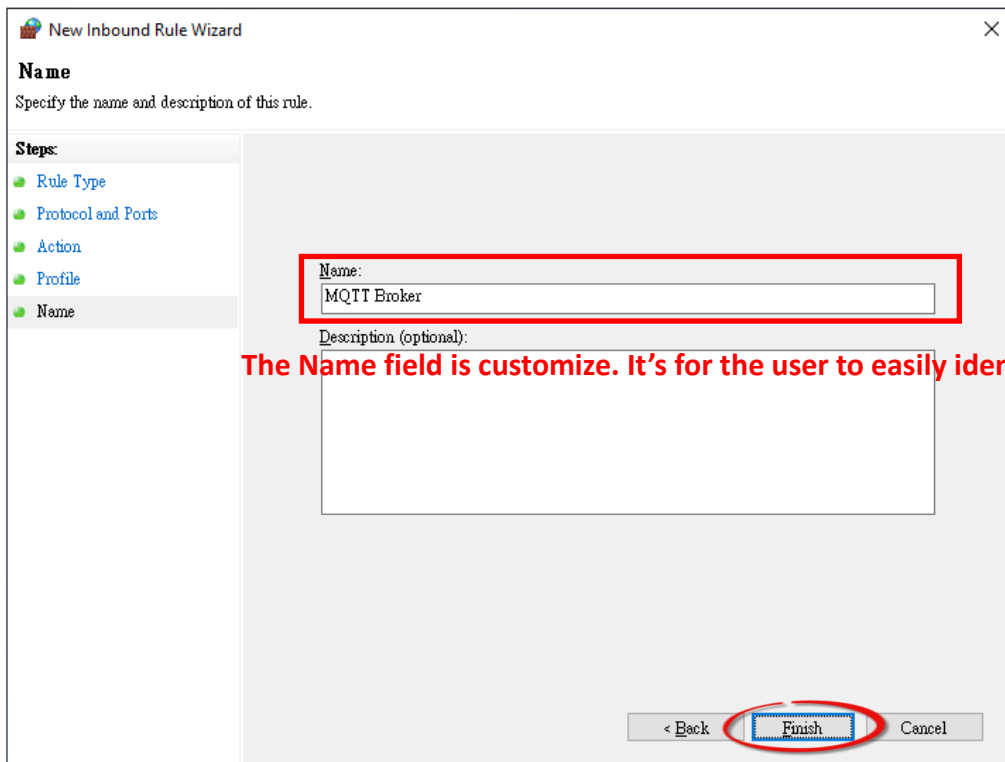 New Inbound Rule Wizard
Name
Specify the name and description of this rule.
Steps:
Rule Type
Protocol and Ports
Action
Profile
Name
Name:
MQTT Broker
Description (optional):
The Name field is customize. It’s for the user to easily
< Back
Finish
Cancel